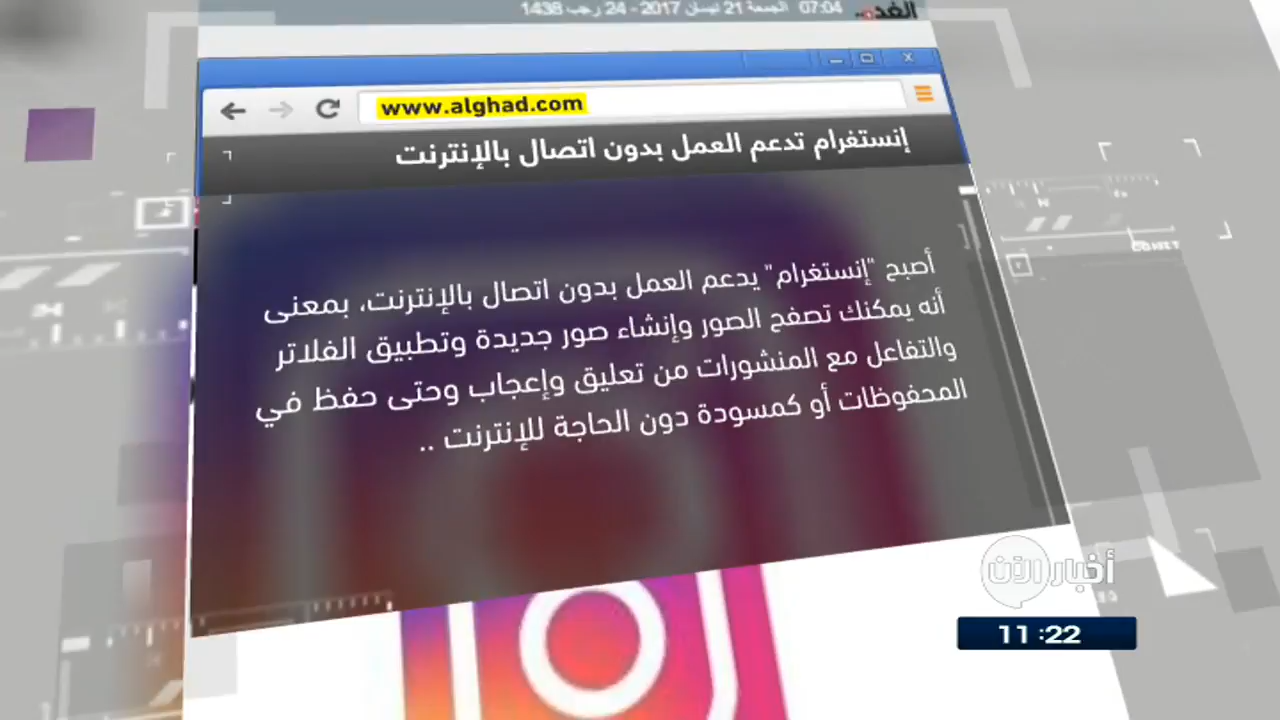 07:04 الجمعة 21 نيسان 2017 - 24 رجب 1438
الغد
www.alghad.com
إنستغرام تدعم العمل بدون اتصال بالإنترنت
أصبح "إنستغرام" يدعم العمل بدون اتصال بالإنترنت، بمعنى
أنه يمكنك تصفح الصور وإنشاء صور جديدة وتطبيق الفلاتر
والتفاعل مع المنشورات من تعليق وإعجاب وحتى حفظ في
المحفوظات أو كمسودة دون الحاجة للإنترنت ..
أخبار الآن
11:22